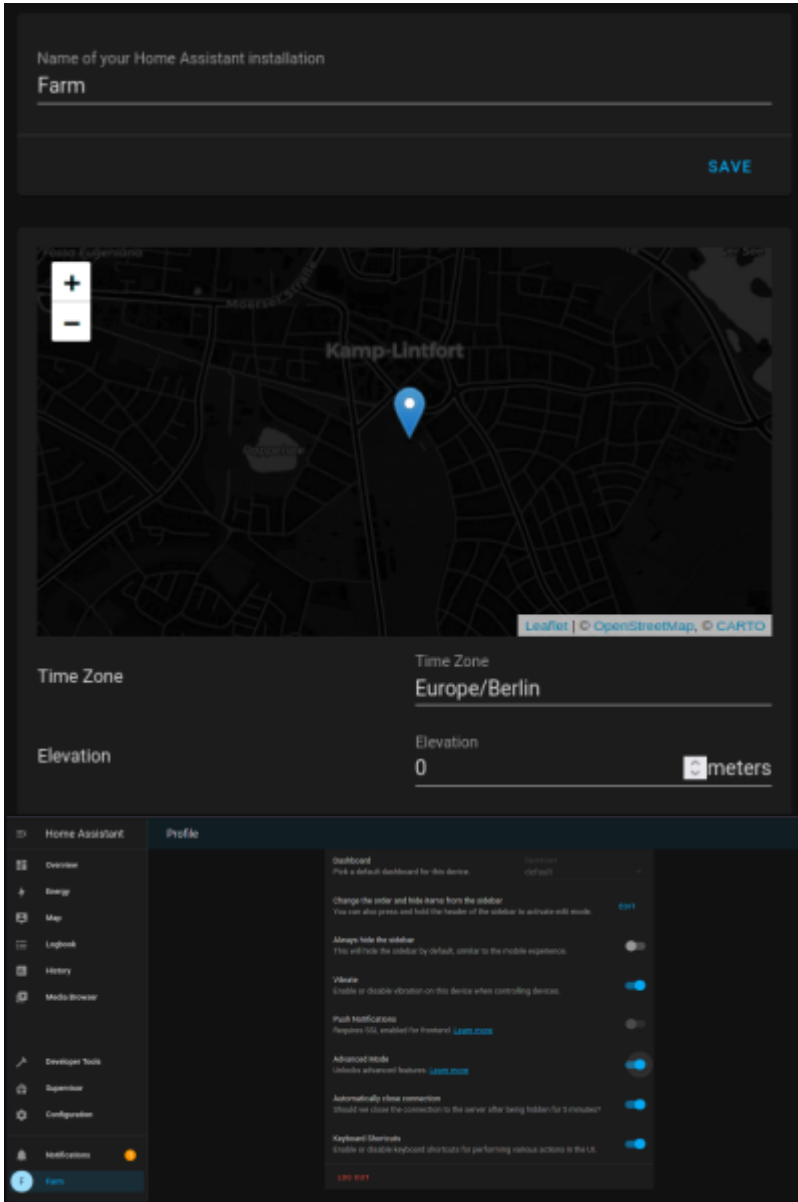 Name of your Home Assistant installation
Farm
SAVE
Fossa Eugeniana
+
−
Moerser Straße
Kamp-Lintfort
Leaflet | © OpenStreetMap, © CARTO
Time Zone
Time Zone
Europe/Berlin
Elevation
Elevation
0
meters
Home Assistant
Profile
Overview
Energy
Map
Logbook
History
Media Browser
Developer Tools
Supervisor
Configuration
Notifications
F
Farm
Dashboard
Pick a default dashboard for this device.
default
Change the order and hide items from the sidebar
You can also press and hold the header of the sidebar to activate edit mode.
EDIT
Always hide the sidebar
This will hide the sidebar by default, similar to the mobile experience.
Vibrate
Enable or disable vibration on this device when controlling devices.
Push Notifications
Requires SSL enabled for frontend. Learn more
Advanced Mode
Unlocks advanced features. Learn more
Automatically close connection
Should we close the connection to the server after being hidden for 5 minutes?
Keyboard Shortcuts
Enable or disable keyboard shortcuts for performing various actions in the UI.
LOG OUT